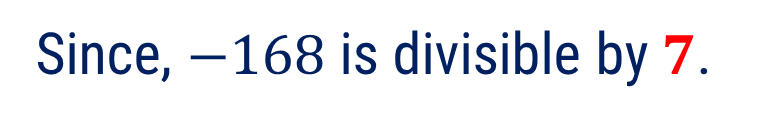 Since, −168 is divisible by 7.